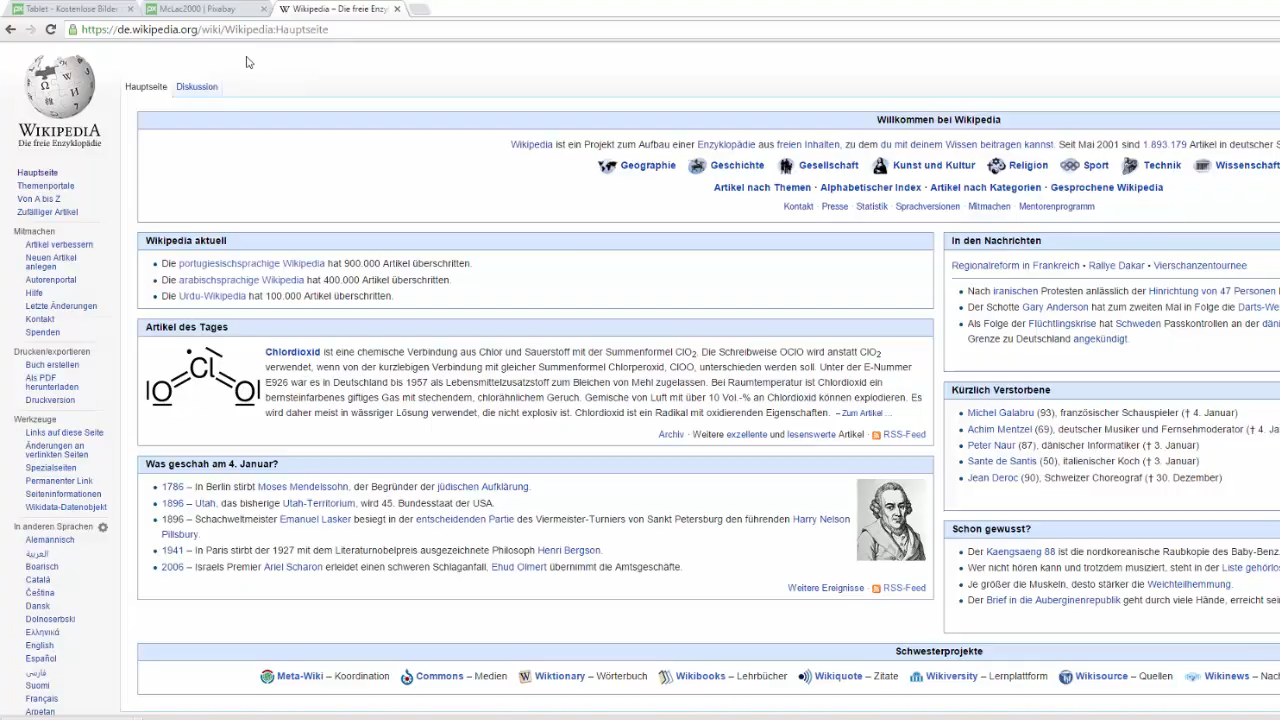 Tablet - Kostenlose Bilder
McLac2000 | Pixabay
Wikipedia – Die freie Enzy
https://de.wikipedia.org/wiki/Wikipedia:Hauptseite
WIKIPEDIA
Die freie Enzyklopädie
Hauptseite
Themenportale
Von A bis Z
Zufälliger Artikel
Mitmachen
Artikel verbessern
Neuen Artikel
anlegen
Autorenportal
Hilfe
Letzte Änderungen
Kontakt
Spenden
Drucken/exportieren
Buch erstellen
Als PDF
herunterladen
Druckversion
Werkzeuge
Links auf diese Seite
Änderungen an
verlinkten Seiten
Spezialseiten
Permanenter Link
Seiteninformationen
Wikidata-Datenobjekt
In anderen Sprachen
Alemannisch
العربية
Boarisch
Català
Čeština
Dansk
Dolnoserbski
Ελληνικά
English
Español
فارسی
Suomi
Français
Arpetan
Hauptseite Diskussion
Willkommen bei Wikipedia
Wikipedia ist ein Projekt zum Aufbau einer Enzyklopädie aus freien Inhalten, zu dem du mit deinem Wissen beitragen kannst. Seit Mai 2001 sind 1.893.179 Artikel in deutscher S
Geographie Geschichte Gesellschaft Kunst und Kultur Religion Sport Technik Wissenschaft
Artikel nach Themen · Alphabetischer Index · Artikel nach Kategorien · Gesprochene Wikipedia
Kontakt · Presse · Statistik · Sprachversionen · Mitmachen · Mentorenprogramm
Wikipedia aktuell
• Die portugiesischsprachige Wikipedia hat 900.000 Artikel überschritten.
• Die arabischsprachige Wikipedia hat 400.000 Artikel überschritten.
• Die Urdu-Wikipedia hat 100.000 Artikel überschritten.
Artikel des Tages
Cl
|O O|
Chlordioxid ist eine chemische Verbindung aus Chlor und Sauerstoff mit der Summenformel ClO2. Die Schreibweise OClO wird anstatt ClO2
verwendet, wenn von der kurzlebigen Verbindung mit gleicher Summenformel Chlorperoxid, ClOO, unterschieden werden soll. Unter der E-Nummer
E926 war es in Deutschland bis 1957 als Lebensmittelzusatzstoff zum Bleichen von Mehl zugelassen. Bei Raumtemperatur ist Chlordioxid ein
bernsteinfarbenes giftiges Gas mit stechendem, chlorähnlichem Geruch. Gemische von Luft mit über 10 Vol.-% an Chlordioxid können explodieren. Es
wird daher meist in wässriger Lösung verwendet, die nicht explosiv ist. Chlordioxid ist ein Radikal mit oxidierenden Eigenschaften. – Zum Artikel ...
Archiv · Weitere exzellente und lesenswerte Artikel · RSS-Feed
Was geschah am 4. Januar?
• 1786 – In Berlin stirbt Moses Mendelssohn, der Begründer der jüdischen Aufklärung.
• 1896 – Utah, das bisherige Utah-Territorium, wird 45. Bundesstaat der USA.
• 1896 – Schachweltmeister Emanuel Lasker besiegt in der entscheidenden Partie des Viermeister-Turniers von Sankt Petersburg den führenden Harry Nelson
Pillsbury.
• 1941 – In Paris stirbt der 1927 mit dem Literaturnobelpreis ausgezeichnete Philosoph Henri Bergson.
• 2006 – Israels Premier Ariel Scharon erleidet einen schweren Schlaganfall, Ehud Olmert übernimmt die Amtsgeschäfte.
Weitere Ereignisse · RSS-Feed
In den Nachrichten
Regionalreform in Frankreich • Rallye Dakar • Vierschanzentournee
• Nach iranischen Protesten anlässlich der Hinrichtung von 47 Personen
• Der Schotte Gary Anderson hat zum zweiten Mal in Folge die Darts-We
• Als Folge der Flüchtlingskrise hat Schweden Passkontrollen an der däni
Grenze zu Deutschland angekündigt.
Kürzlich Verstorbene
• Michel Galabru (93), französischer Schauspieler († 4. Januar)
• Achim Mentzel (69), deutscher Musiker und Fernsehmoderator († 4. Ja
• Peter Naur (87), dänischer Informatiker († 3. Januar)
• Sante de Santis (50), italienischer Koch († 3. Januar)
• Jean Deroc (90), Schweizer Choreograf († 30. Dezember)
Schon gewusst?
• Der Kaengsaeng 88 ist die nordkoreanische Raubkopie des Baby-Benz.
• Wer nicht hören kann und trotzdem musiziert, steht in der Liste gehörlos
• Je größer die Muskeln, desto stärker die Weichteilhemmung.
• Der Brief in die Auberginenrepublik geht durch viele Hände, erreicht sei
Schwesterprojekte
Meta-Wiki – Koordination Commons – Medien Wiktionary – Wörterbuch Wikibooks – Lehrbücher Wikiquote – Zitate Wikiversity – Lernplattform Wikisource – Quellen Wikinews – Nach